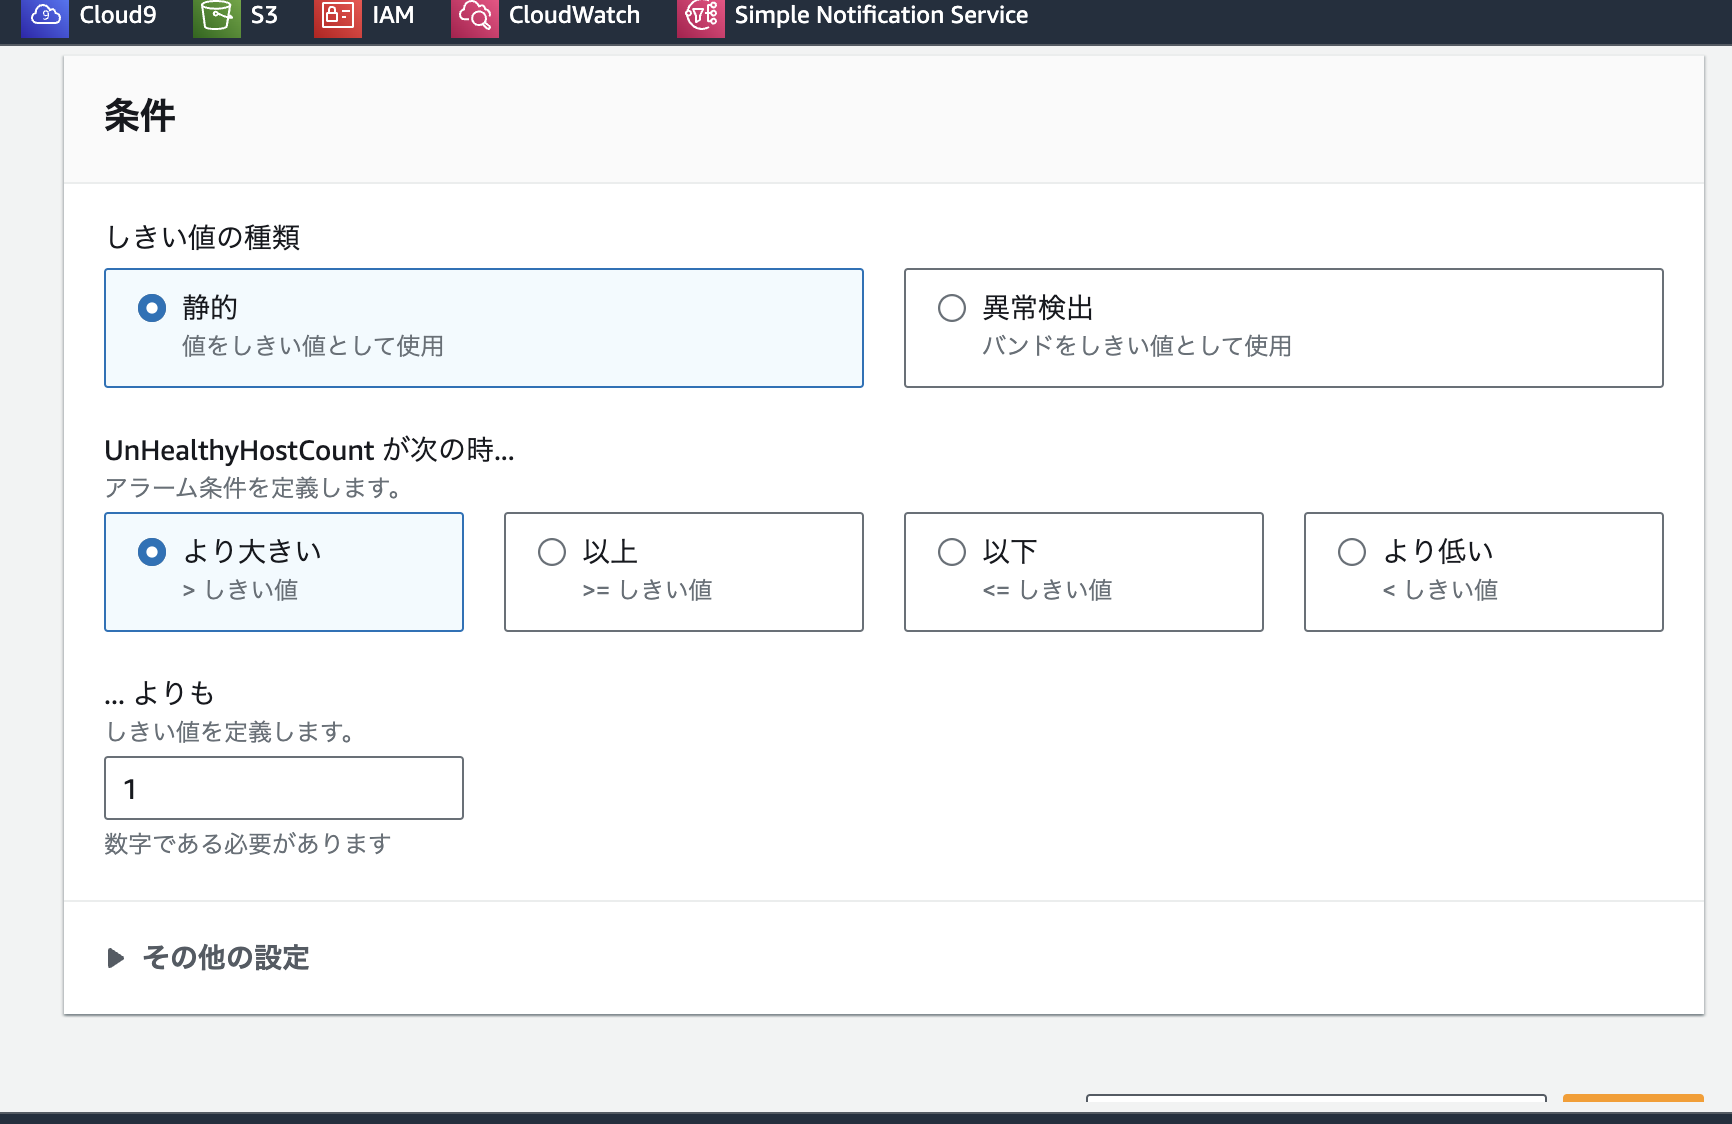 Cloud9 S3 IAM CloudWatch Simple Notification Service
条件
しきい値の種類
静的
値をしきい値として使用
異常検出
バンドをしきい値として使用
UnHealthyHostCount が次の時...
アラーム条件を定義します。
より大きい
> しきい値
以上
>= しきい値
以下
<= しきい値
より低い
< しきい値
... よりも
しきい値を定義します。
1
数字である必要があります
その他の設定